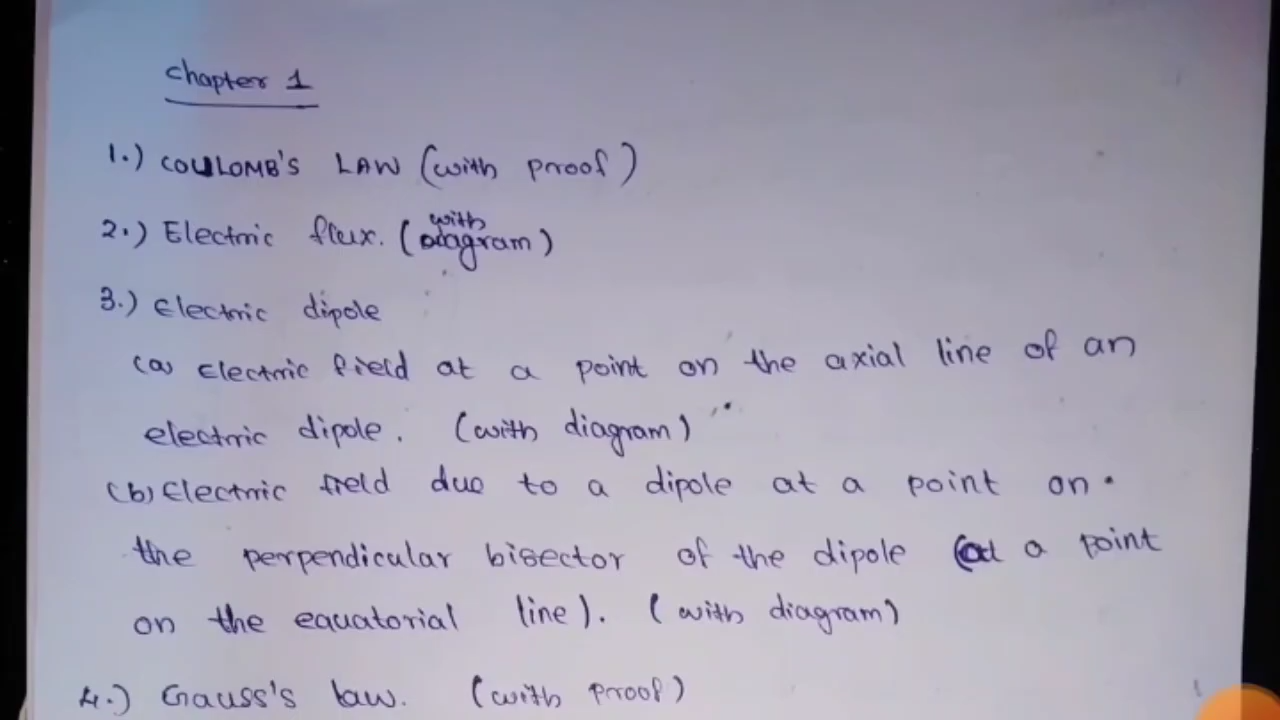 Chapter 1
1.) COULOMB'S LAW (with proof)
2.) Electric flux. (with diagram)
3.) Electric dipole
(a) Electric field at a point on the axial line of an
electric dipole. (with diagram)
(b) Electric field due to a dipole at a point on
the perpendicular bisector of the dipole (at a point
on the equatorial line). (with diagram)
4.) Gauss's law. (with proof)